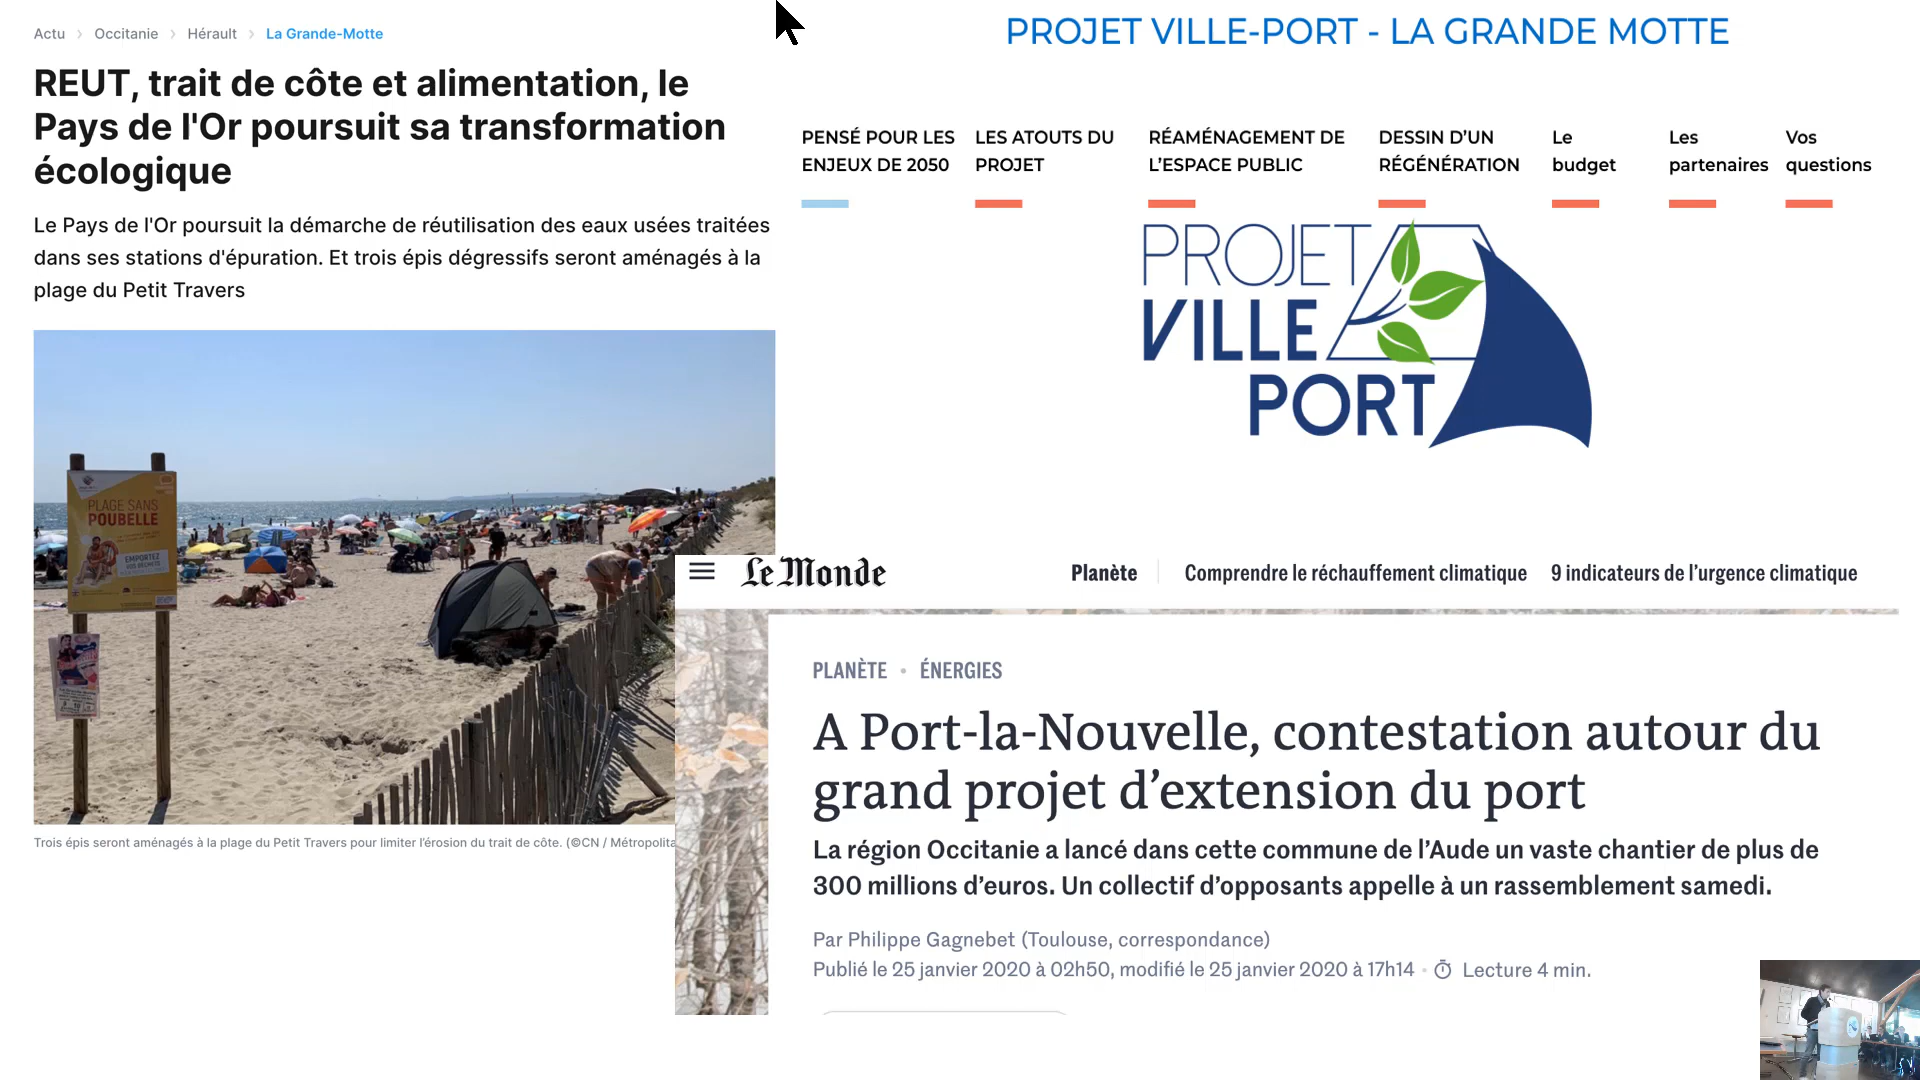 Actu > Occitanie > Hérault > La Grande-Motte
REUT, trait de côte et alimentation, le
Pays de l'Or poursuit sa transformation
écologique
Le Pays de l'Or poursuit la démarche de réutilisation des eaux usées traitées
dans ses stations d'épuration. Et trois épis dégressifs seront aménagés à la
plage du Petit Travers
PLAGE SANS
POUBELLE
EMPORTEZ
VOS DÉCHETS
Trois épis seront aménagés à la plage du Petit Travers pour limiter l'érosion du trait de côte. (©CN / Métropolita
PROJET VILLE-PORT - LA GRANDE MOTTE
PENSÉ POUR LES
ENJEUX DE 2050
LES ATOUTS DU
PROJET
RÉAMÉNAGEMENT DE
L'ESPACE PUBLIC
DESSIN D'UN
RÉGÉNÉRATION
Le
budget
Les
partenaires
Vos
questions
PROJET
VILLE
PORT
Le Monde
Planète
Comprendre le réchauffement climatique
9 indicateurs de l'urgence climatique
PLANÈTE • ÉNERGIES
A Port-la-Nouvelle, contestation autour du
grand projet d'extension du port
La région Occitanie a lancé dans cette commune de l'Aude un vaste chantier de plus de
300 millions d'euros. Un collectif d'opposants appelle à un rassemblement samedi.
Par Philippe Gagnebet (Toulouse, correspondance)
Publié le 25 janvier 2020 à 02h50, modifié le 25 janvier 2020 à 17h14 • Lecture 4 min.